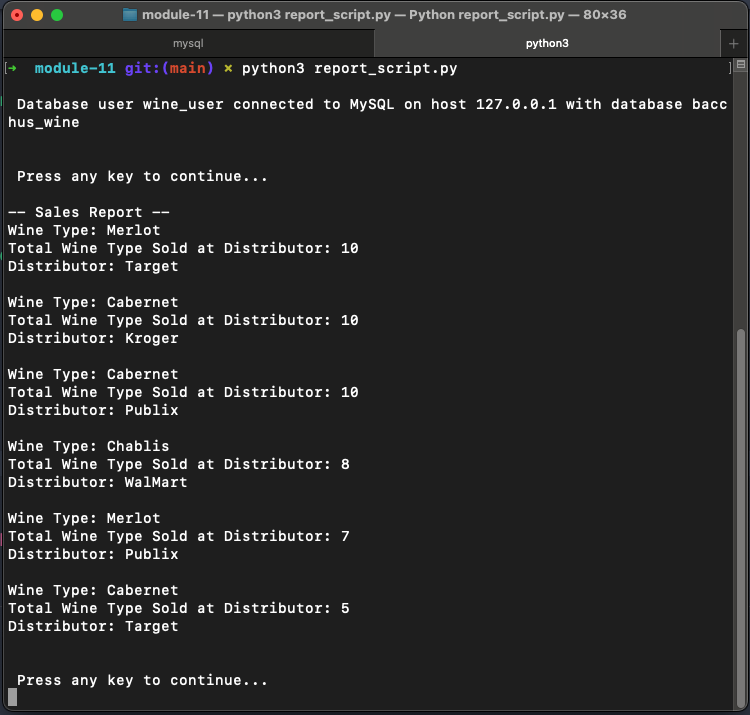 module-11 — python3 report_script.py — Python report_script.py — 80×36
mysql
python3
+
[➜ module-11 git:(main) × python3 report_script.py ]
Database user wine_user connected to MySQL on host 127.0.0.1 with database bacc
hus_wine
Press any key to continue...
-- Sales Report --
Wine Type: Merlot
Total Wine Type Sold at Distributor: 10
Distributor: Target
Wine Type: Cabernet
Total Wine Type Sold at Distributor: 10
Distributor: Kroger
Wine Type: Cabernet
Total Wine Type Sold at Distributor: 10
Distributor: Publix
Wine Type: Chablis
Total Wine Type Sold at Distributor: 8
Distributor: WalMart
Wine Type: Merlot
Total Wine Type Sold at Distributor: 7
Distributor: Publix
Wine Type: Cabernet
Total Wine Type Sold at Distributor: 5
Distributor: Target
Press any key to continue...